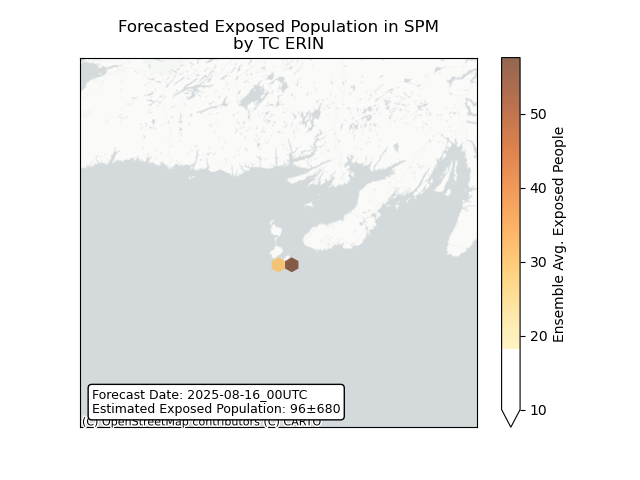 Forecasted Exposed Population in SPM
by TC ERIN
50
40
30
20
10
Ensemble Avg. Exposed People
Forecast Date: 2025-08-16_00UTC
Estimated Exposed Population: 96±680
(C) OpenStreetMap contributors (C) CARTO